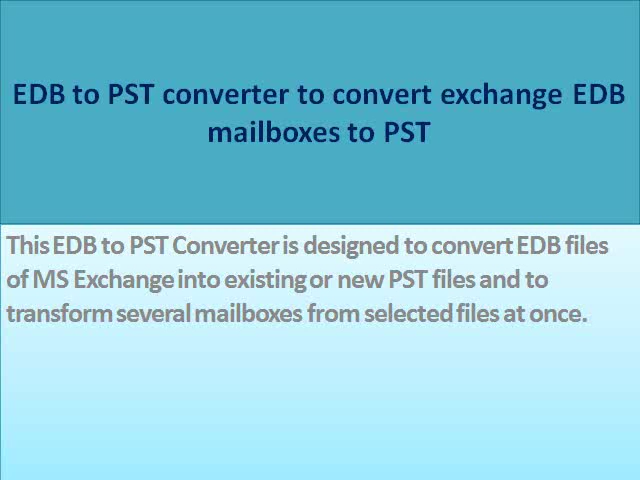 EDB to PST converter to convert exchange EDB
mailboxes to PST
This EDB to PST Converter is designed to convert EDB files
of MS Exchange into existing or new PST files and to
transform several mailboxes from selected files at once.